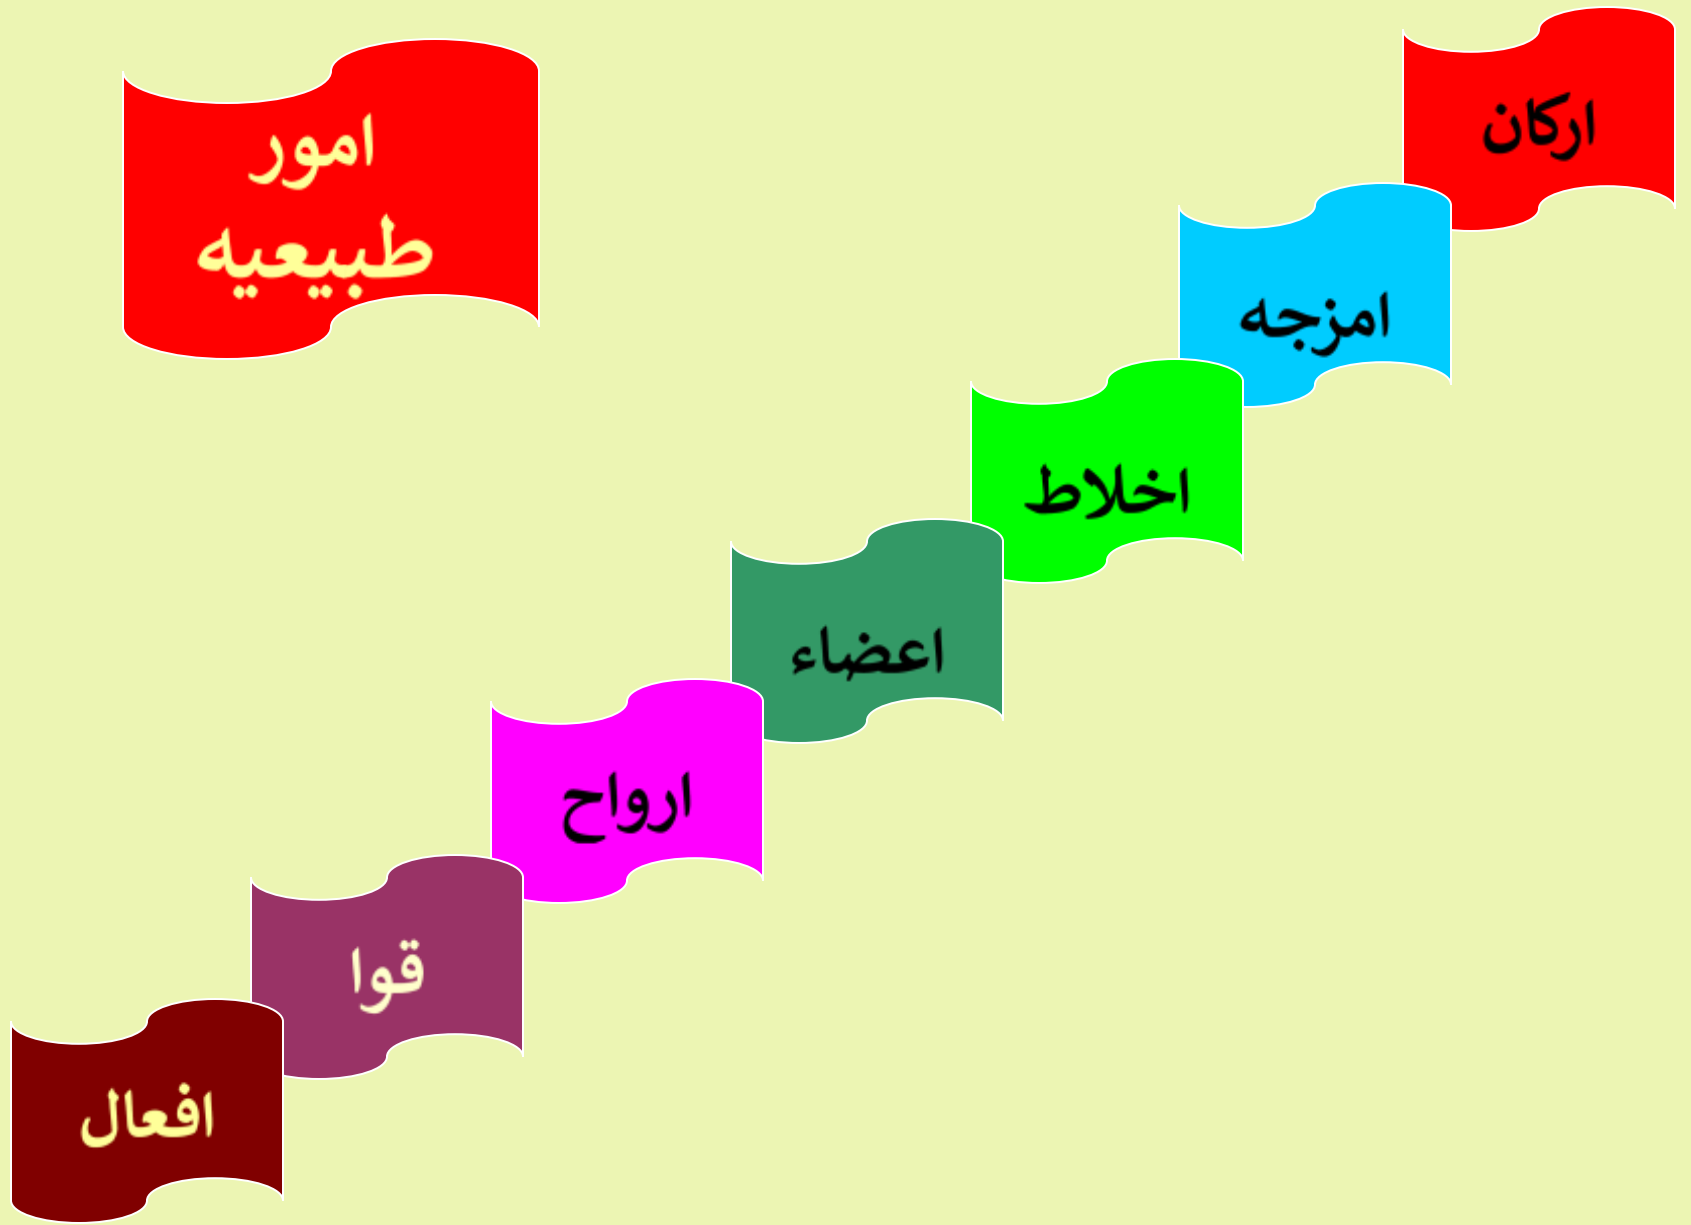 امور
طبیعیه
ارکان
امزجه
اخلاط
اعضاء
ارواح
قوا
افعال